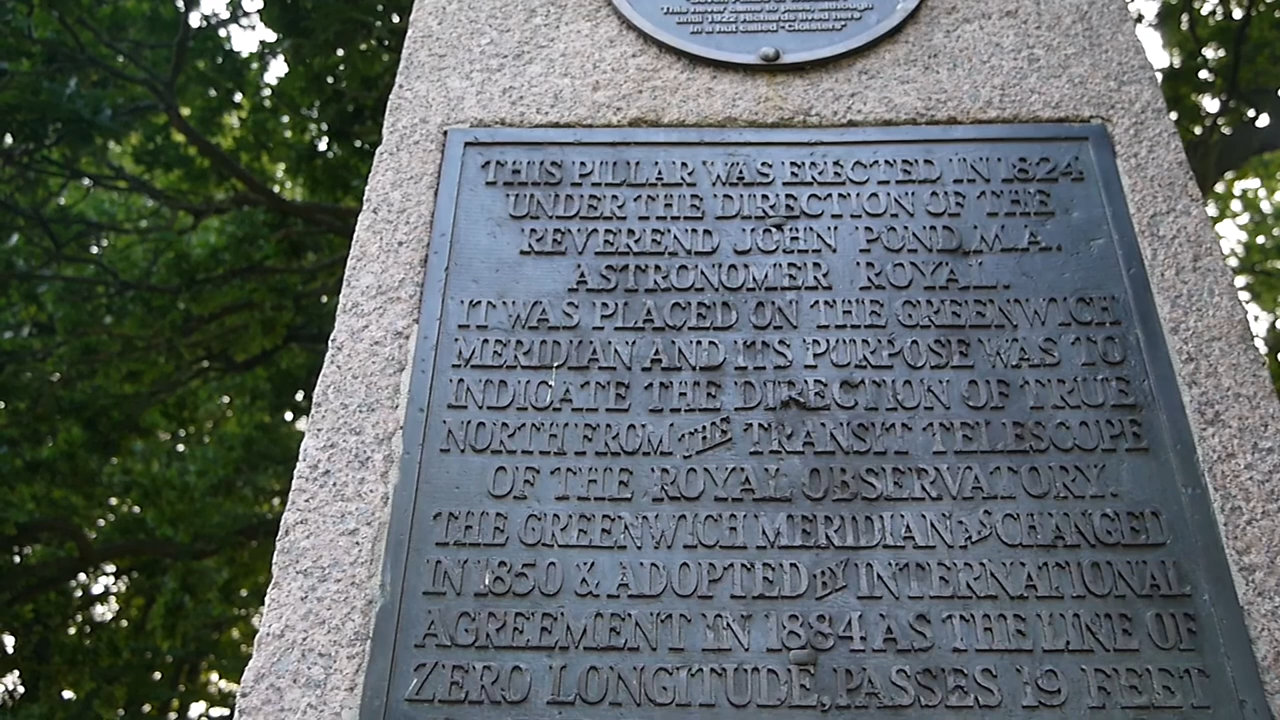 This never came to pass, although
until 1922 Richards lived here
in a hut called "Cloisters"
THIS PILLAR WAS ERECTED IN 1824
UNDER THE DIRECTION OF THE
REVEREND JOHN POND, M.A.
ASTRONOMER ROYAL.
IT WAS PLACED ON THE GREENWICH
MERIDIAN AND ITS PURPOSE WAS TO
INDICATE THE DIRECTION OF TRUE
NORTH FROM THE TRANSIT TELESCOPE
OF THE ROYAL OBSERVATORY.
THE GREENWICH MERIDIAN AS CHANGED
IN 1850 & ADOPTED BY INTERNATIONAL
AGREEMENT IN 1884 AS THE LINE OF
ZERO LONGITUDE, PASSES 19 FEET